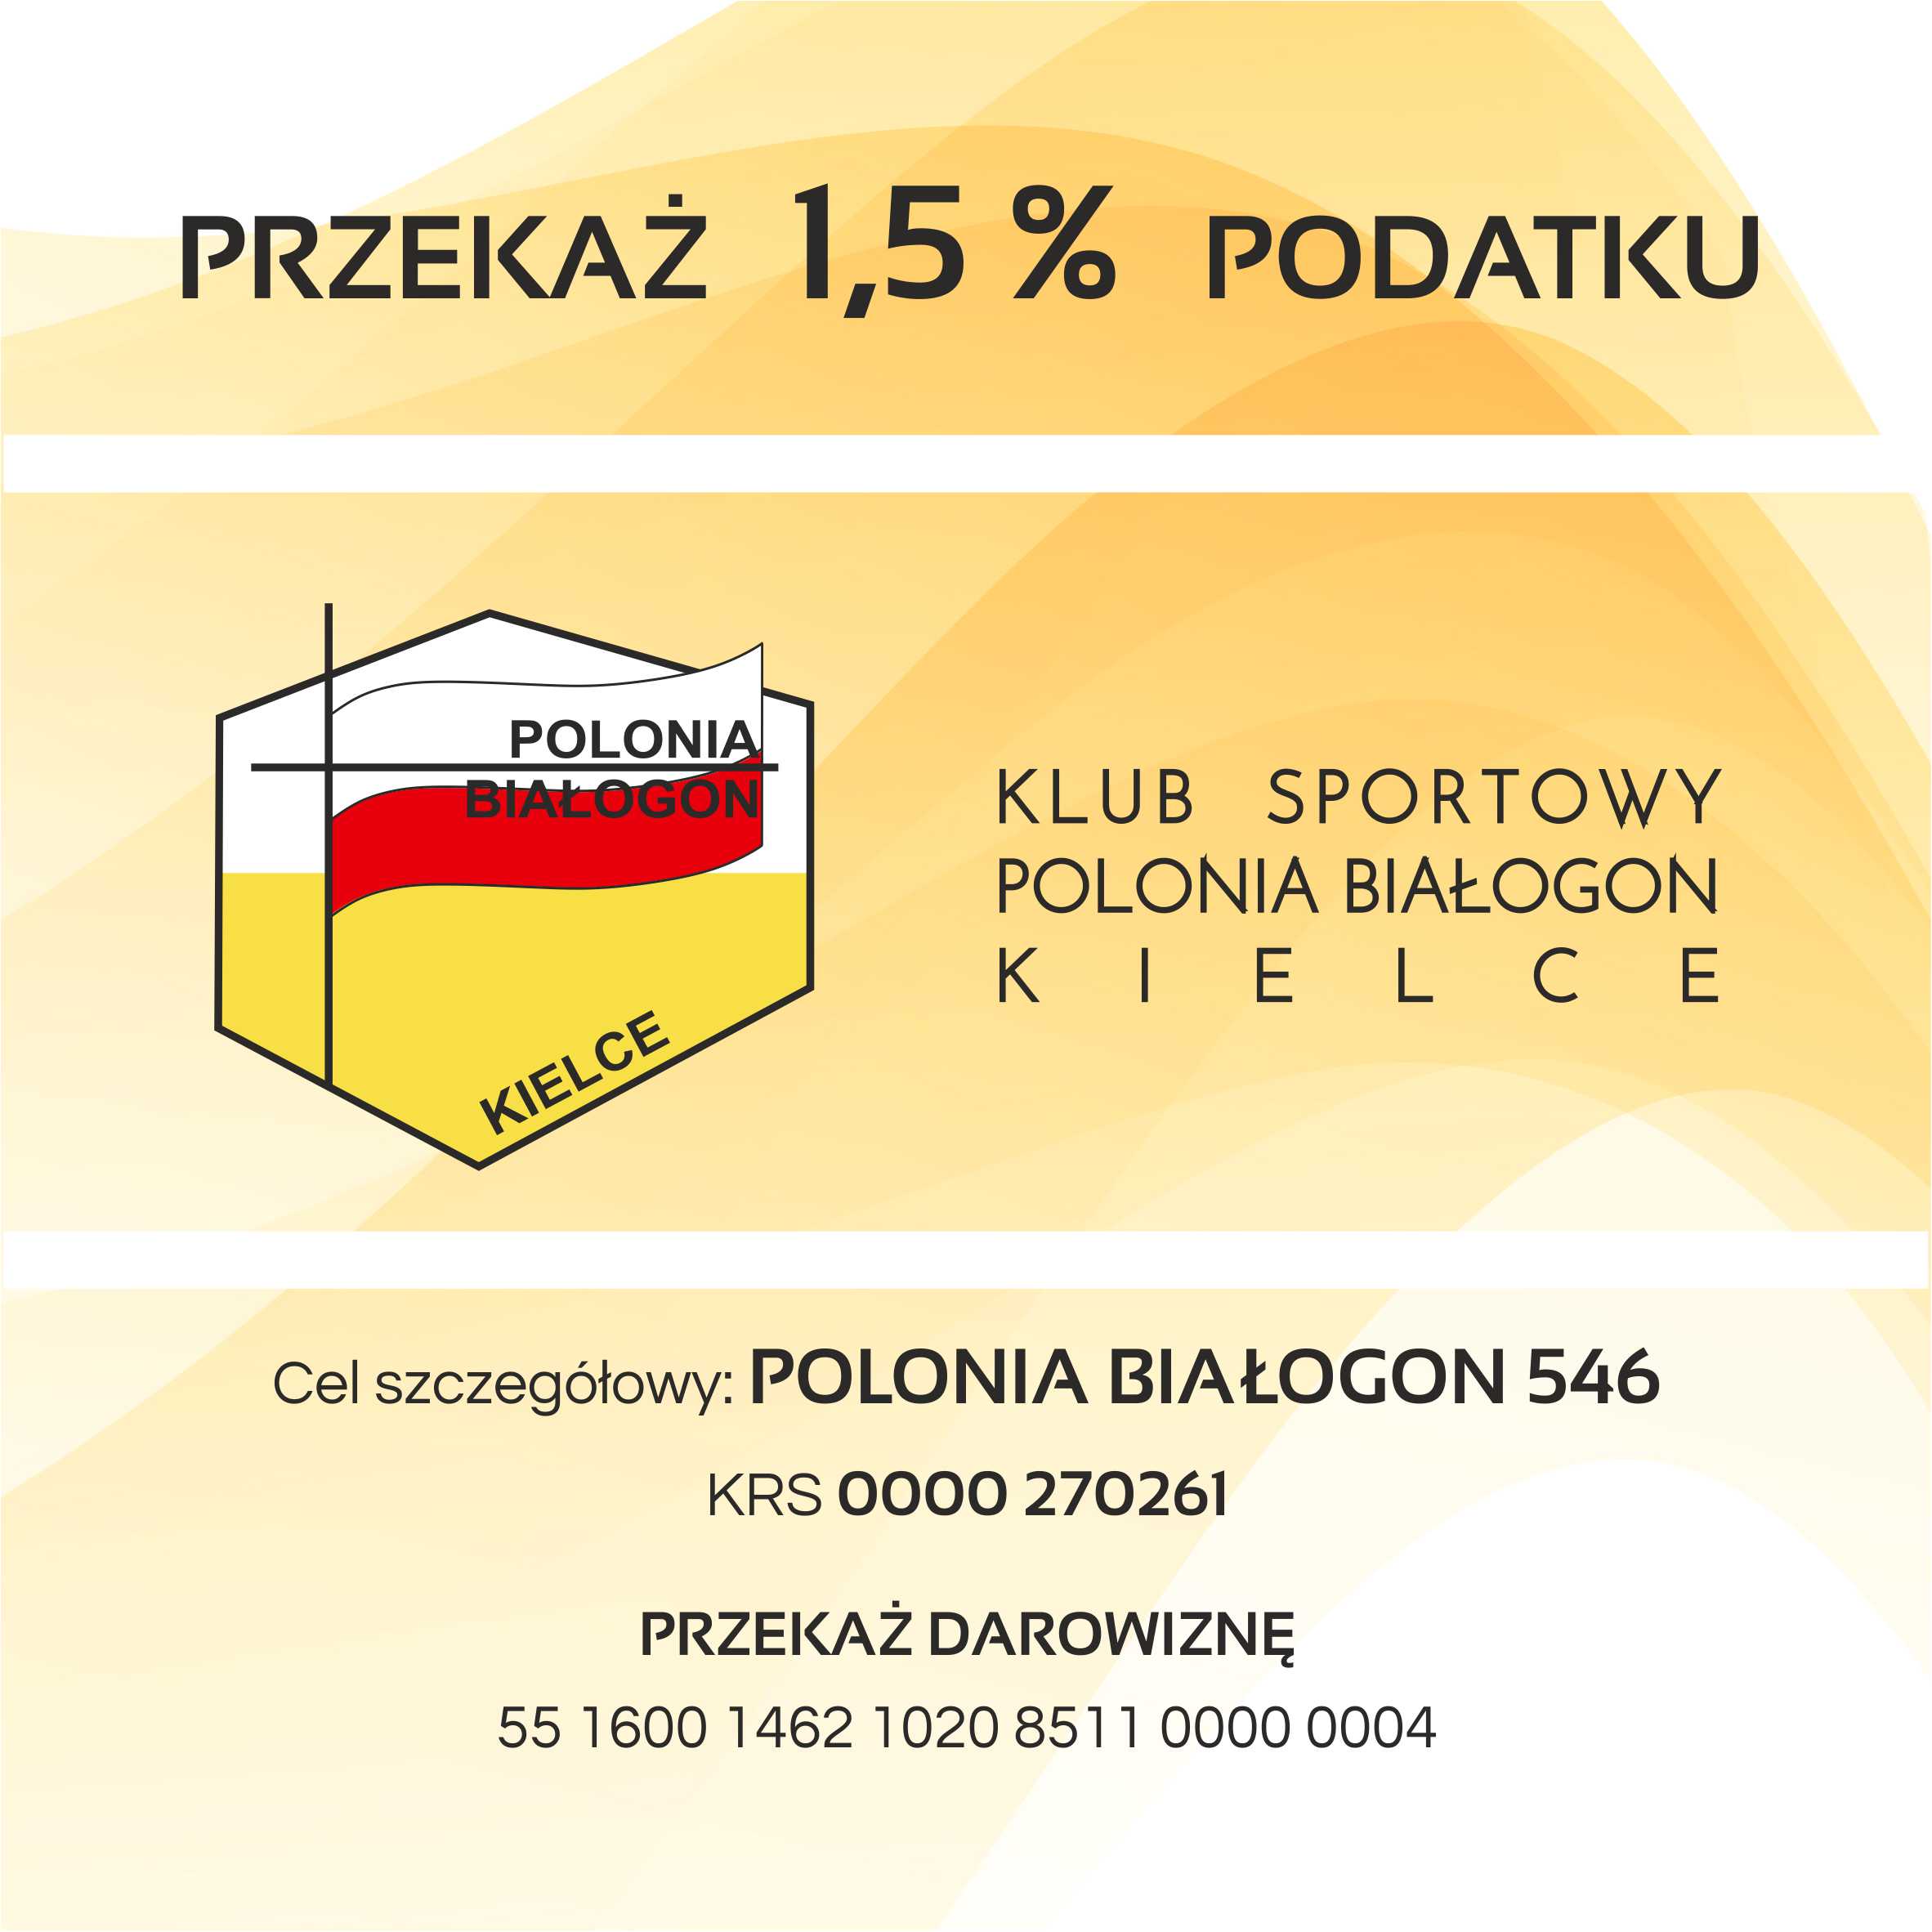 PRZEKAŻ 1,5 % PODATKU
POLONIA
BIAŁOGON
KIELCE
KLUB SPORTOWY
POLONIA BIAŁOGON
KIELCE
Cel szczegółowy: POLONIA BIAŁOGON 546
KRS 0000 270261
PRZEKAŻ DAROWIZNĘ
55 1600 1462 1020 8511 0000 0004